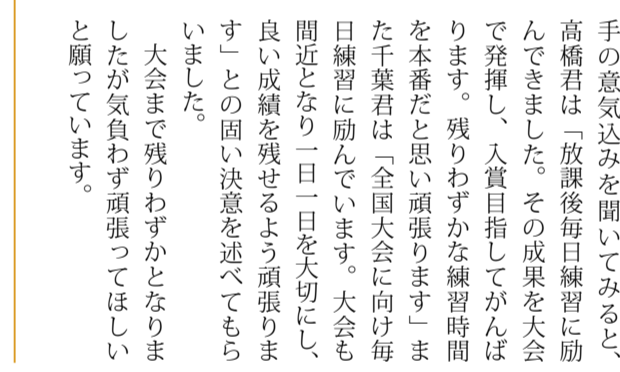 手の意気込みを聞いてみると、
高橋君は「放課後毎日練習に励
んできました。その成果を大会
で発揮し、入賞目指してがんば
ります。残りわずかな練習時間
を本番だと思い頑張ります」ま
た千葉君は「全国大会に向け毎
日練習に励んでいます。大会も
間近となり一日一日を大切にし、
良い成績を残せるよう頑張りま
す」との固い決意を述べてもら
いました。
　大会まで残りわずかとなりま
したが気負わず頑張ってほしい
と願っています。